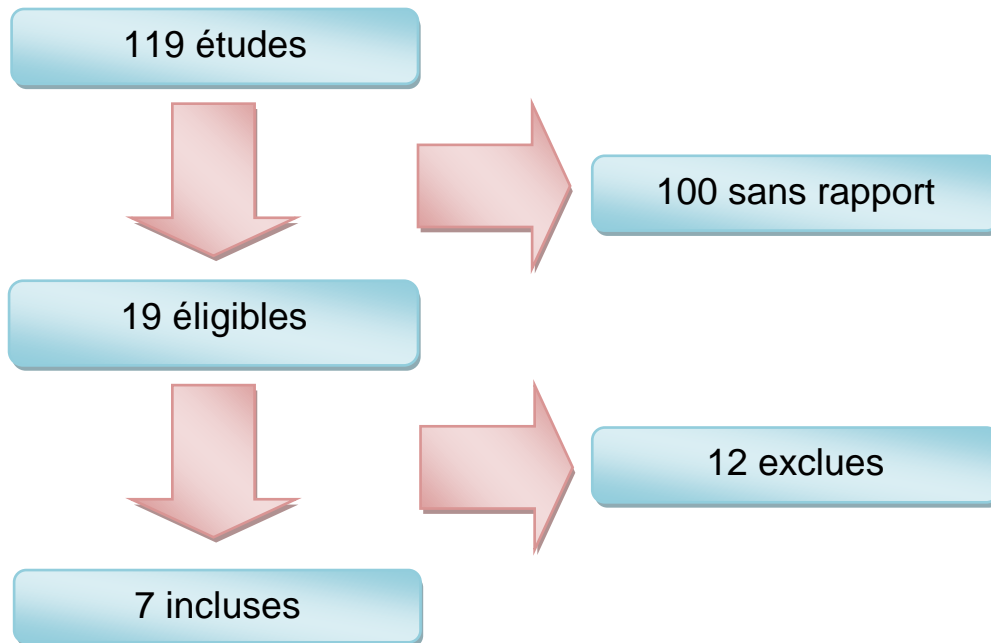 119 études
100 sans rapport
19 éligibles
12 exclues
7 incluses